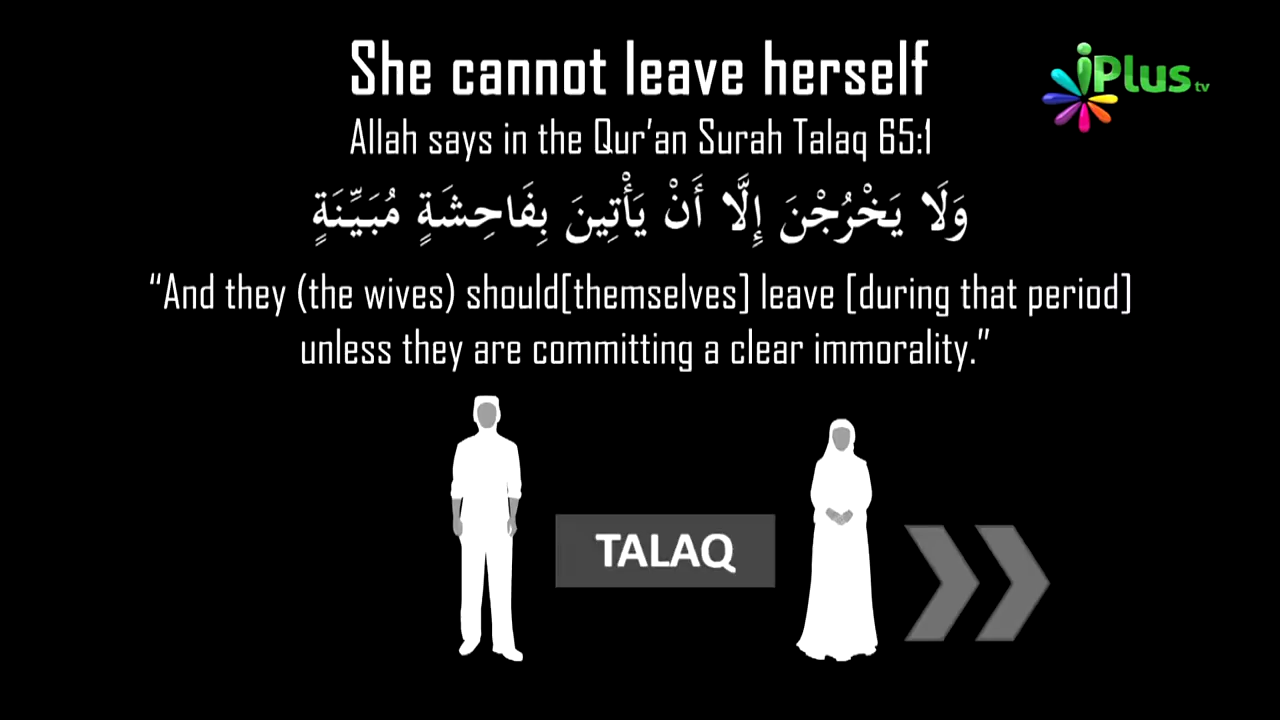 She cannot leave herself
iPlus tv
Allah says in the Qur’an Surah Talaq 65:1
وَلَا يَخْرُجْنَ إِلَّا أَنْ يَأْتِينَ بِفَاحِشَةٍ مُبَيِّنَةٍ
“And they (the wives) should[themselves] leave [during that period]
unless they are committing a clear immorality.”
TALAQ